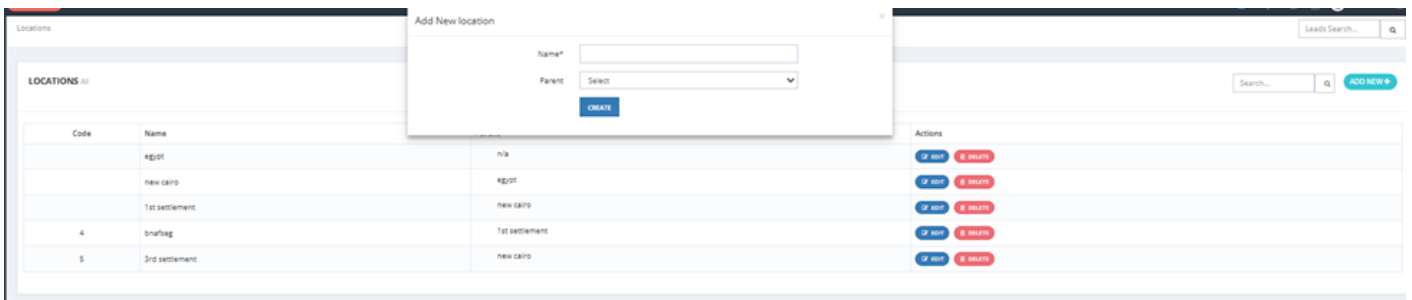 Add New location
×
Locations
Leads Search...
Name*
Parent Select
CREATE
LOCATIONS All
Search...
ADD NEW
Code Name Actions
egypt n/a EDIT DELETE
new cairo egypt EDIT DELETE
1st settlement new cairo EDIT DELETE
4 bnafseg 1st settlement EDIT DELETE
5 3rd settlement new cairo EDIT DELETE